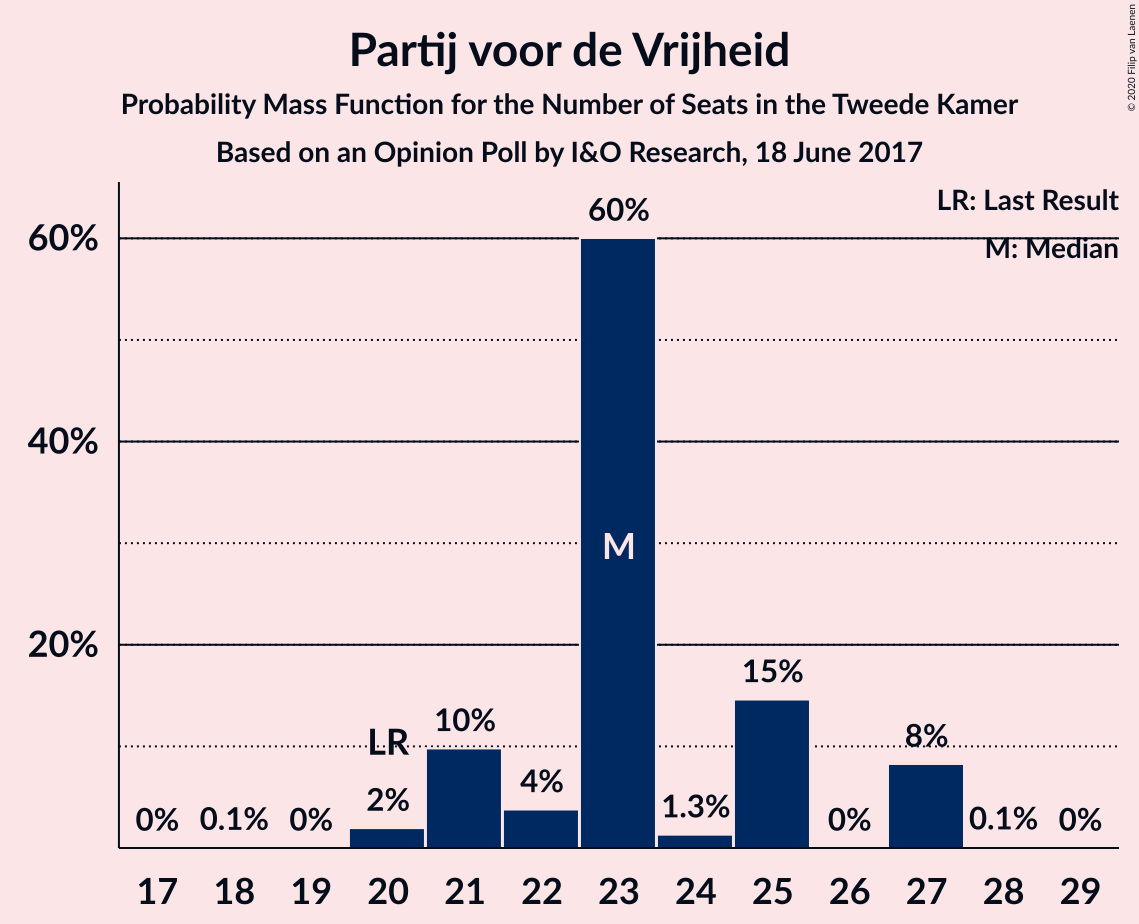 Partij voor de Vrijheid
Probability Mass Function for the Number of Seats in the Tweede Kamer
Based on an Opinion Poll by I&O Research, 18 June 2017
© 2020 Filip van Laenen
LR: Last Result
M: Median
60%
40%
20%
0%
0.1%
0%
LR
2%
10%
4%
60%
M
1.3%
15%
0%
8%
0.1%
0%
17 18 19 20 21 22 23 24 25 26 27 28 29